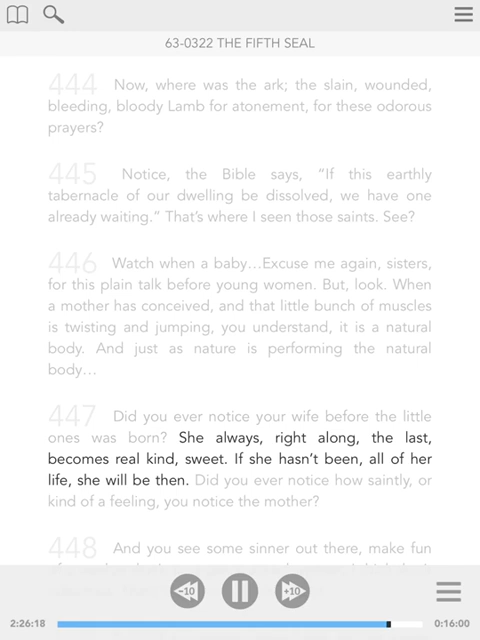 63-0322 THE FIFTH SEAL
444 Now, where was the ark; the slain, wounded,
bleeding, bloody Lamb for atonement, for these odorous
prayers?
445 Notice, the Bible says, “If this earthly
tabernacle of our dwelling be dissolved, we have one
already waiting.” That’s where I seen those saints. See?
446 Watch when a baby…Excuse me again, sisters,
for this plain talk before young women. But, look. When
a mother has conceived, and that little bunch of muscles
is twisting and jumping, you understand, it is a natural
body. And just as nature is performing the natural
body…
447 Did you ever notice your wife before the little
ones was born? She always, right along, the last,
becomes real kind, sweet. If she hasn’t been, all of her
life, she will be then. Did you ever notice how saintly, or
kind of a feeling, you notice the mother?
448 And you see some sinner out there, make fun
-10 +10
2:26:18 0:16:00